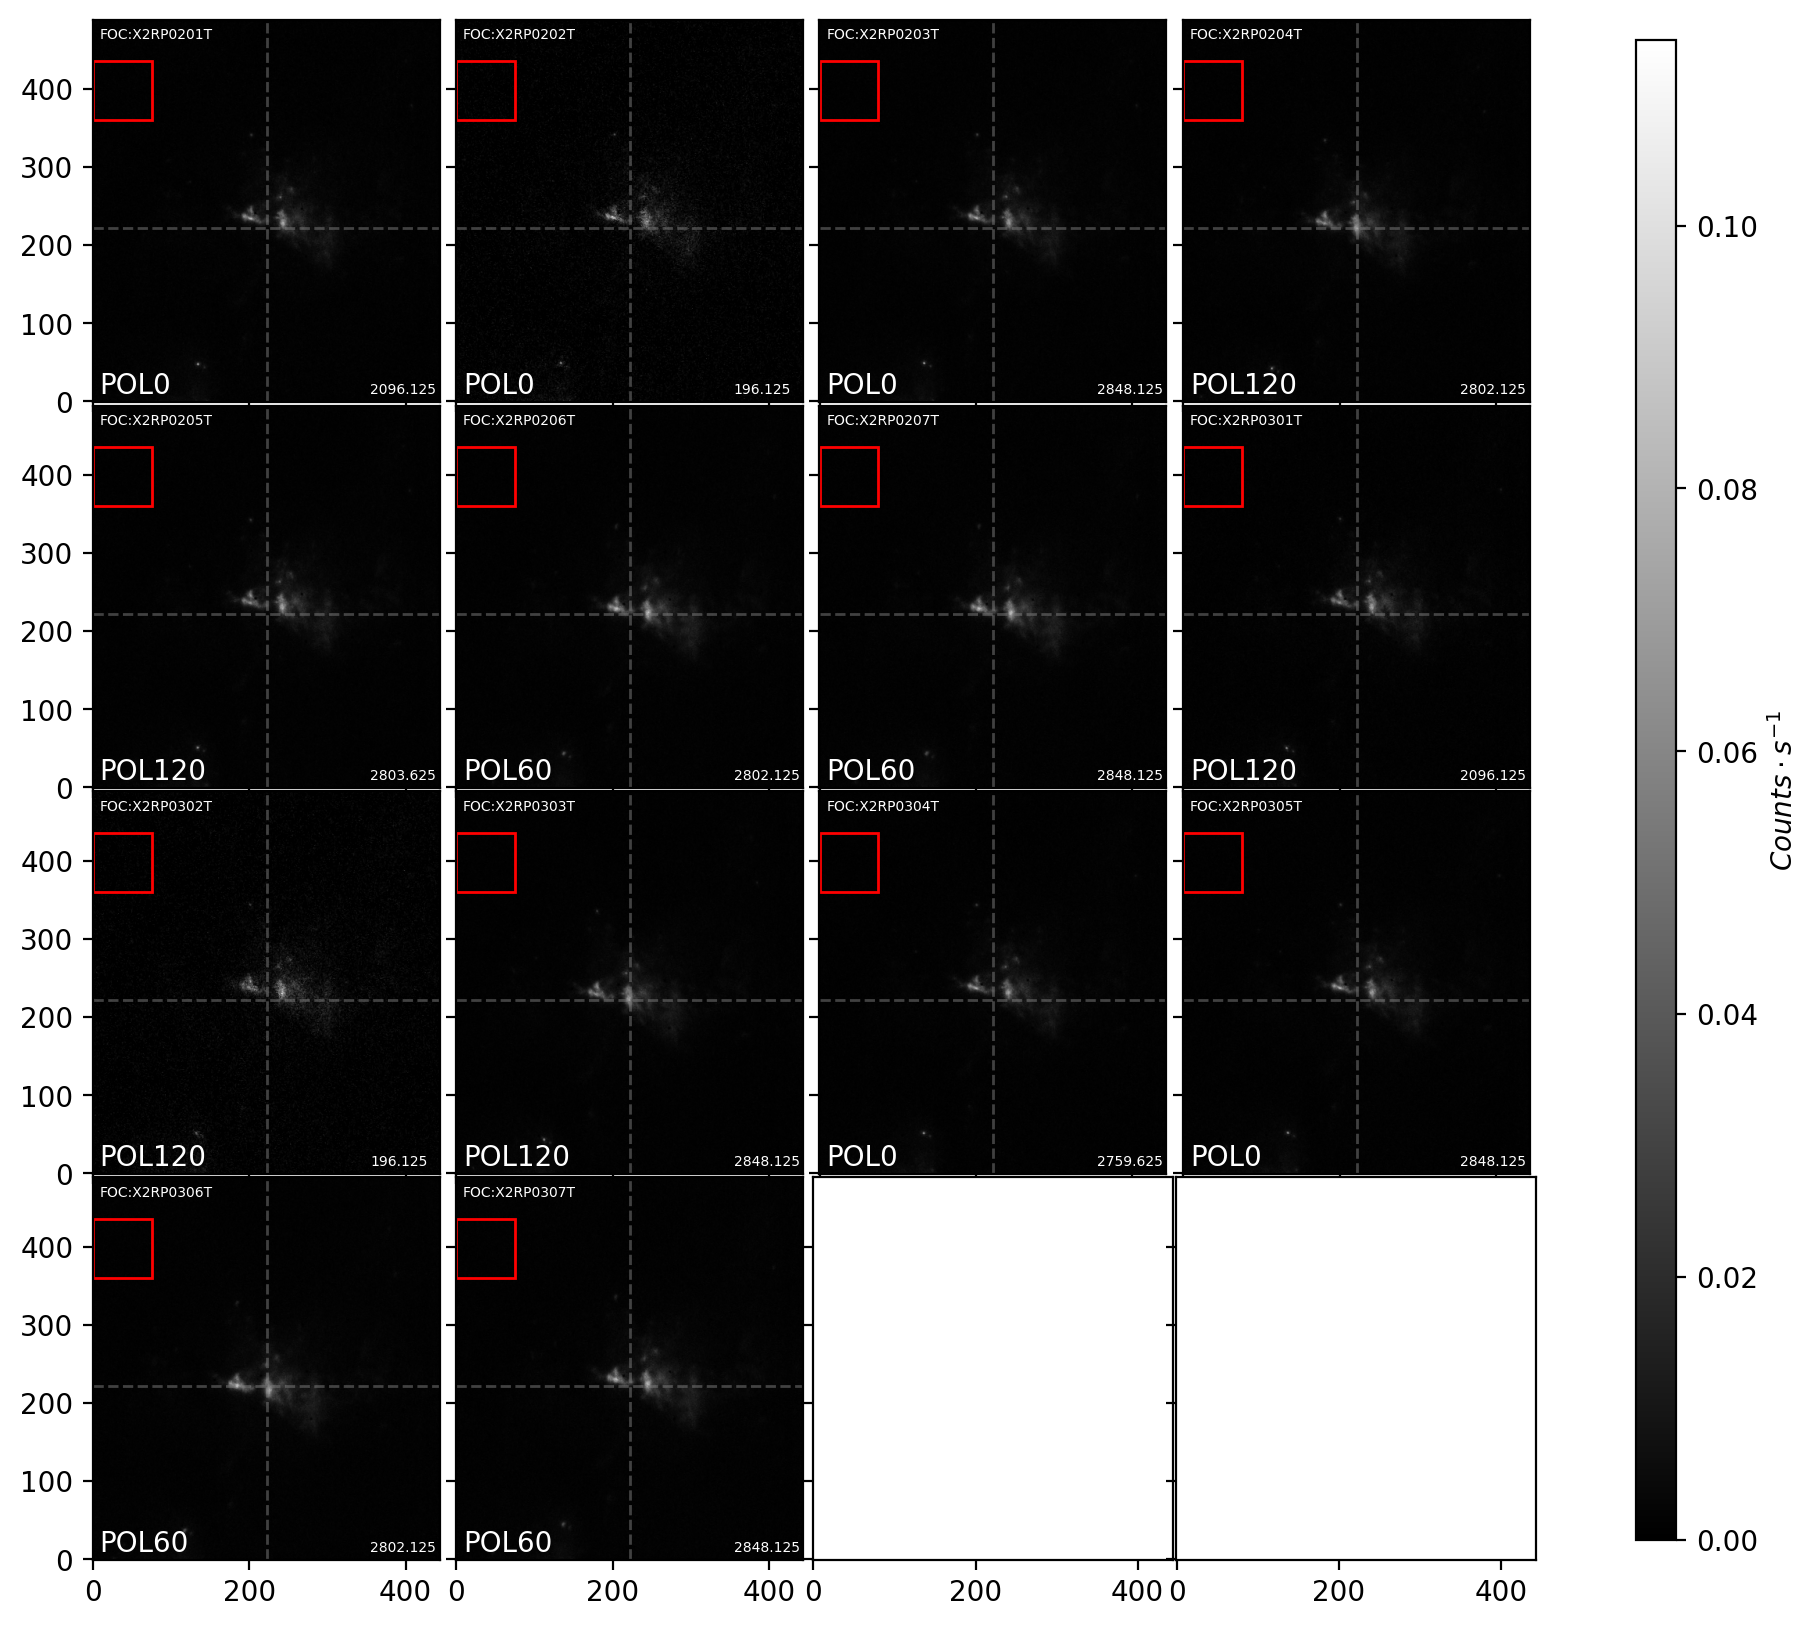 FOC:X2RP0201T
FOC:X2RP0202T
FOC:X2RP0203T
FOC:X2RP0204T
400
300
200
100
0
POL0
2096.125
POL0
196.125
POL0
2848.125
POL120
2802.125
FOC:X2RP0205T
FOC:X2RP0206T
FOC:X2RP0207T
FOC:X2RP0301T
400
300
200
100
0
POL120
2803.625
POL60
2802.125
POL60
2848.125
POL120
2096.125
FOC:X2RP0302T
FOC:X2RP0303T
FOC:X2RP0304T
FOC:X2RP0305T
400
300
200
100
0
POL120
196.125
POL120
2848.125
POL0
2759.625
POL0
2848.125
FOC:X2RP0306T
FOC:X2RP0307T
400
300
200
100
0
POL60
2802.125
POL60
2848.125
0 200 400
0 200 400
0 200 400
0 200 400
0.10
0.08
0.06
0.04
0.02
0.00
Counts · s⁻¹